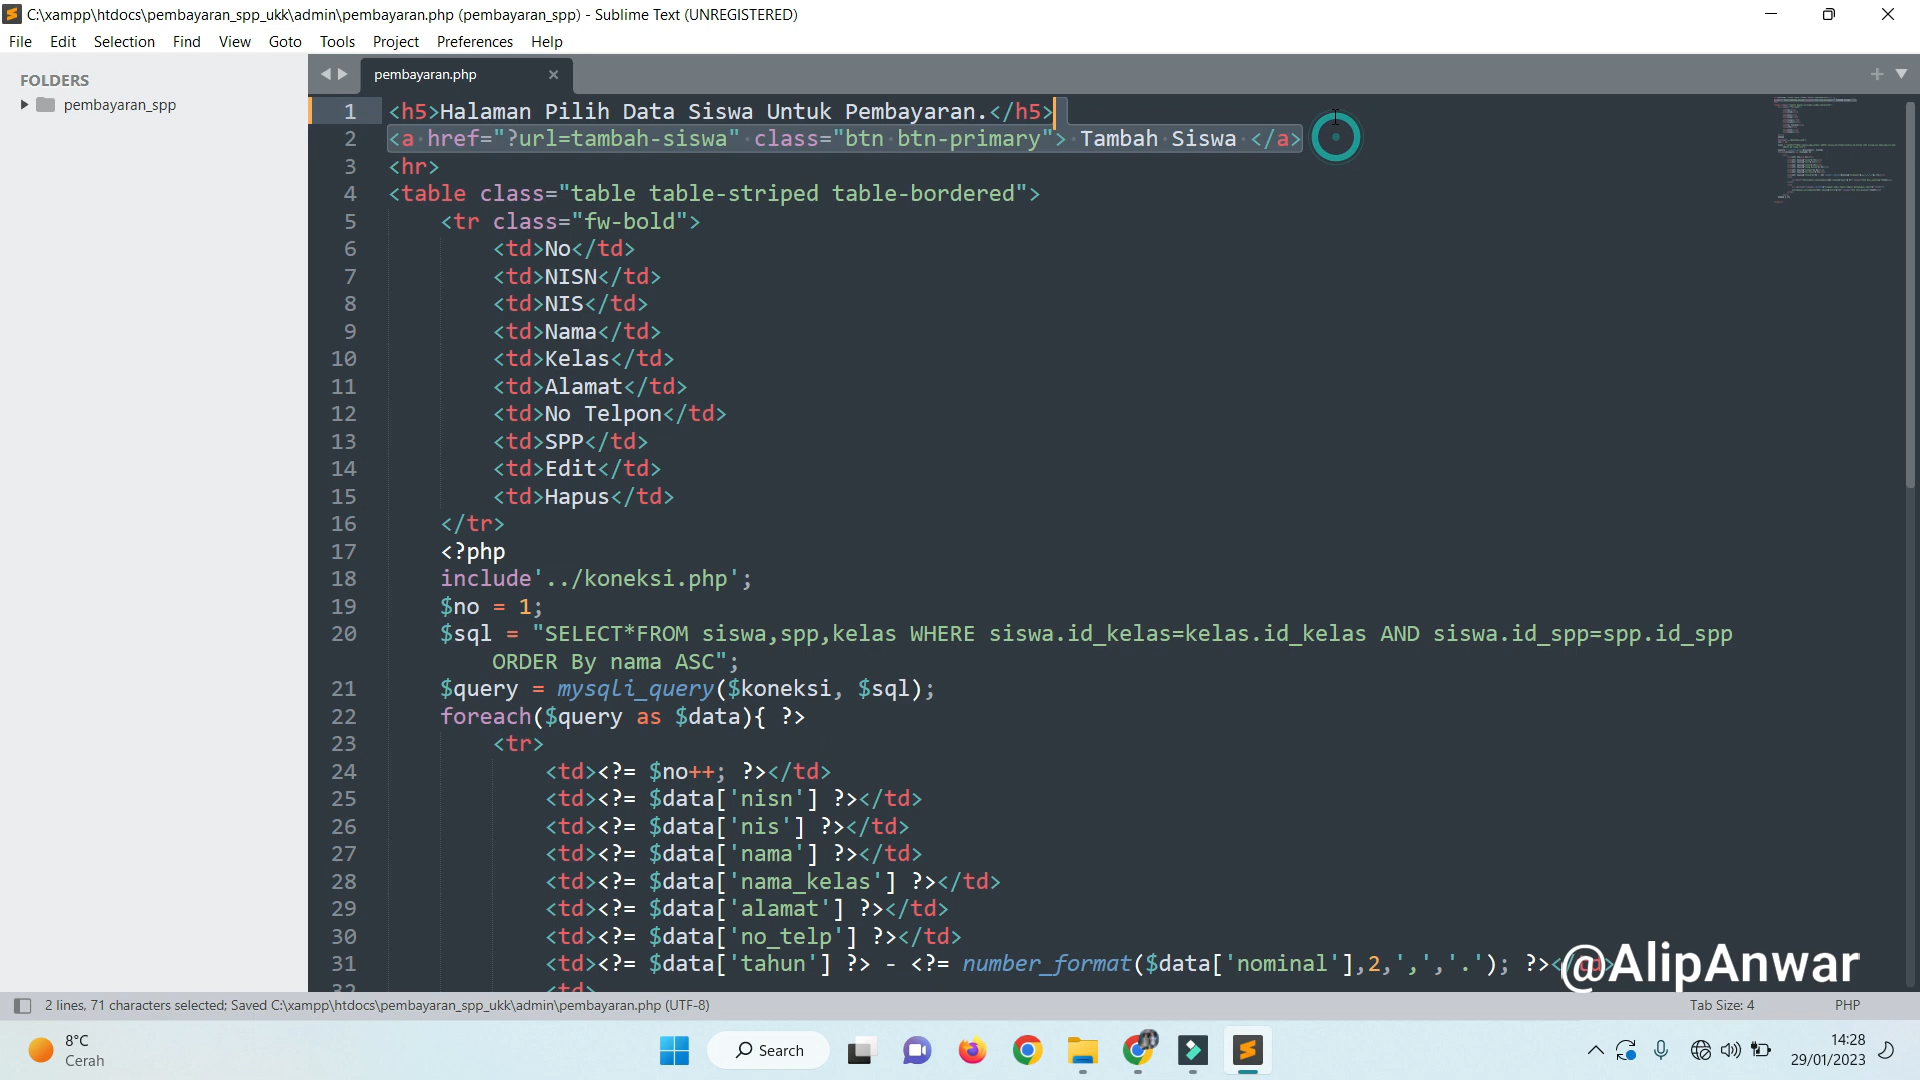 C:\xampp\htdocs\pembayaran_spp_ukk\admin\pembayaran.php (pembayaran_spp) - Sublime Text (UNREGISTERED)
File Edit Selection Find View Goto Tools Project Preferences Help
FOLDERS
pembayaran_spp
pembayaran.php
1 <h5>Halaman Pilih Data Siswa Untuk Pembayaran.</h5>
2 <a href="?url=tambah-siswa" class="btn btn-primary"> Tambah Siswa </a>
3 <hr>
4 <table class="table table-striped table-bordered">
5 <tr class="fw-bold">
6 <td>No</td>
7 <td>NISN</td>
8 <td>NIS</td>
9 <td>Nama</td>
10 <td>Kelas</td>
11 <td>Alamat</td>
12 <td>No Telpon</td>
13 <td>SPP</td>
14 <td>Edit</td>
15 <td>Hapus</td>
16 </tr>
17 <?php
18 include'../koneksi.php';
19 $no = 1;
20 $sql = "SELECT*FROM siswa,spp,kelas WHERE siswa.id_kelas=kelas.id_kelas AND siswa.id_spp=spp.id_spp
ORDER By nama ASC";
21 $query = mysqli_query($koneksi, $sql);
22 foreach($query as $data){ ?>
23 <tr>
24 <td><?= $no++; ?></td>
25 <td><?= $data['nisn'] ?></td>
26 <td><?= $data['nis'] ?></td>
27 <td><?= $data['nama'] ?></td>
28 <td><?= $data['nama_kelas'] ?></td>
29 <td><?= $data['alamat'] ?></td>
30 <td><?= $data['no_telp'] ?></td>
31 <td><?= $data['tahun'] ?> - <?= number_format($data['nominal'],2,',','.'); ?>
32 <td>
@AlipAnwar
2 lines, 71 characters selected; Saved C:\xampp\htdocs\pembayaran_spp_ukk\admin\pembayaran.php (UTF-8)
Tab Size: 4
PHP
8°C
Cerah
Search
14:28
29/01/2023